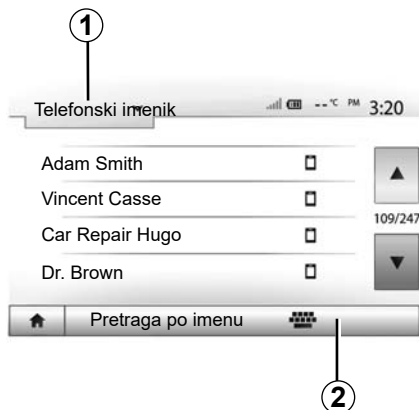 1
Telefonski imenik --°C PM 3:20
Adam Smith
Vincent Casse
Car Repair Hugo
109/247
Dr. Brown
Pretraga po imenu
2